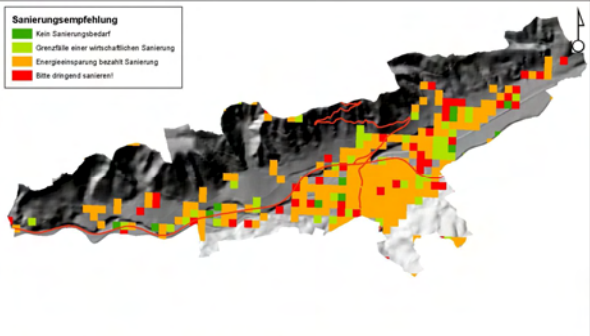 Sanierungsempfehlung
Kein Sanierungsbedarf
Grenzfälle einer wirtschaftlichen Sanierung
Energieeinsparung bezahlt Sanierung
Bitte dringend sanieren!